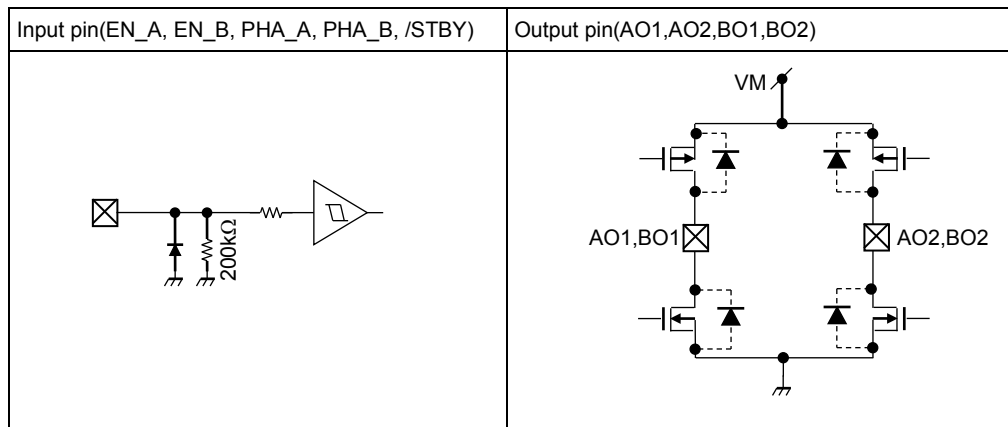 Input pin(EN_A, EN_B, PHA_A, PHA_B, /STBY)
Output pin(AO1,AO2,BO1,BO2)
VM
200kΩ
AO1,BO1
AO2,BO2